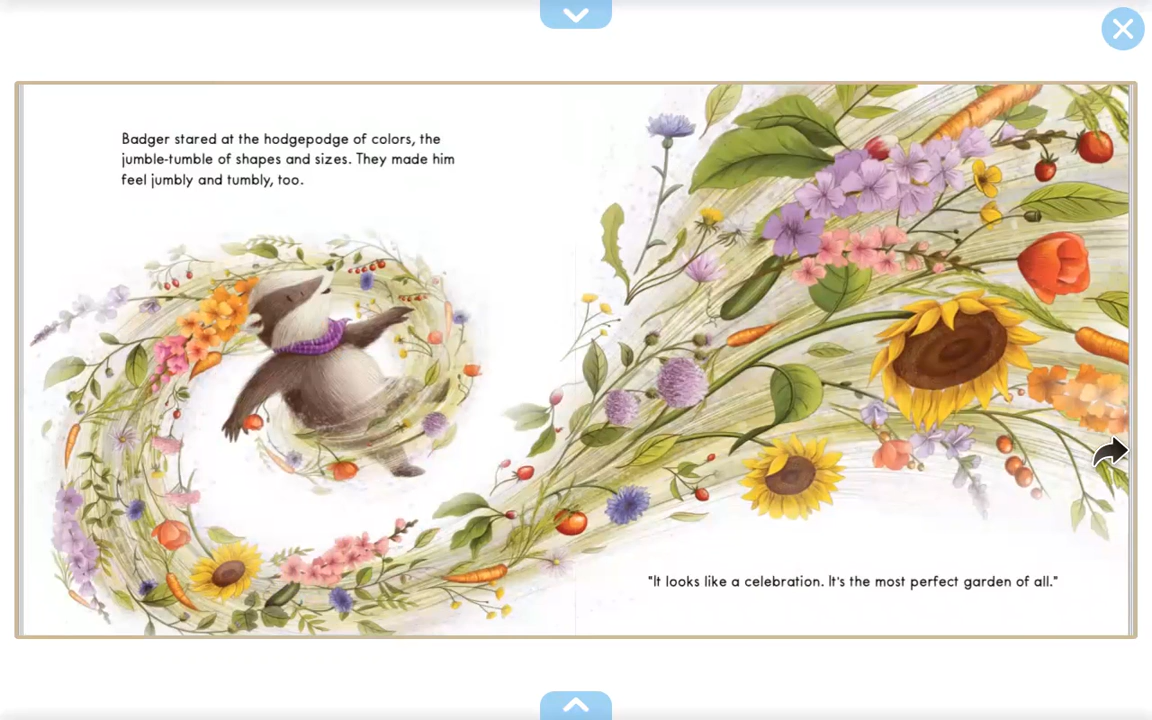 Badger stared at the hodgepodge of colors, the
jumble-tumble of shapes and sizes. They made him
feel jumbly and tumbly, too.
"It looks like a celebration. It's the most perfect garden of all."